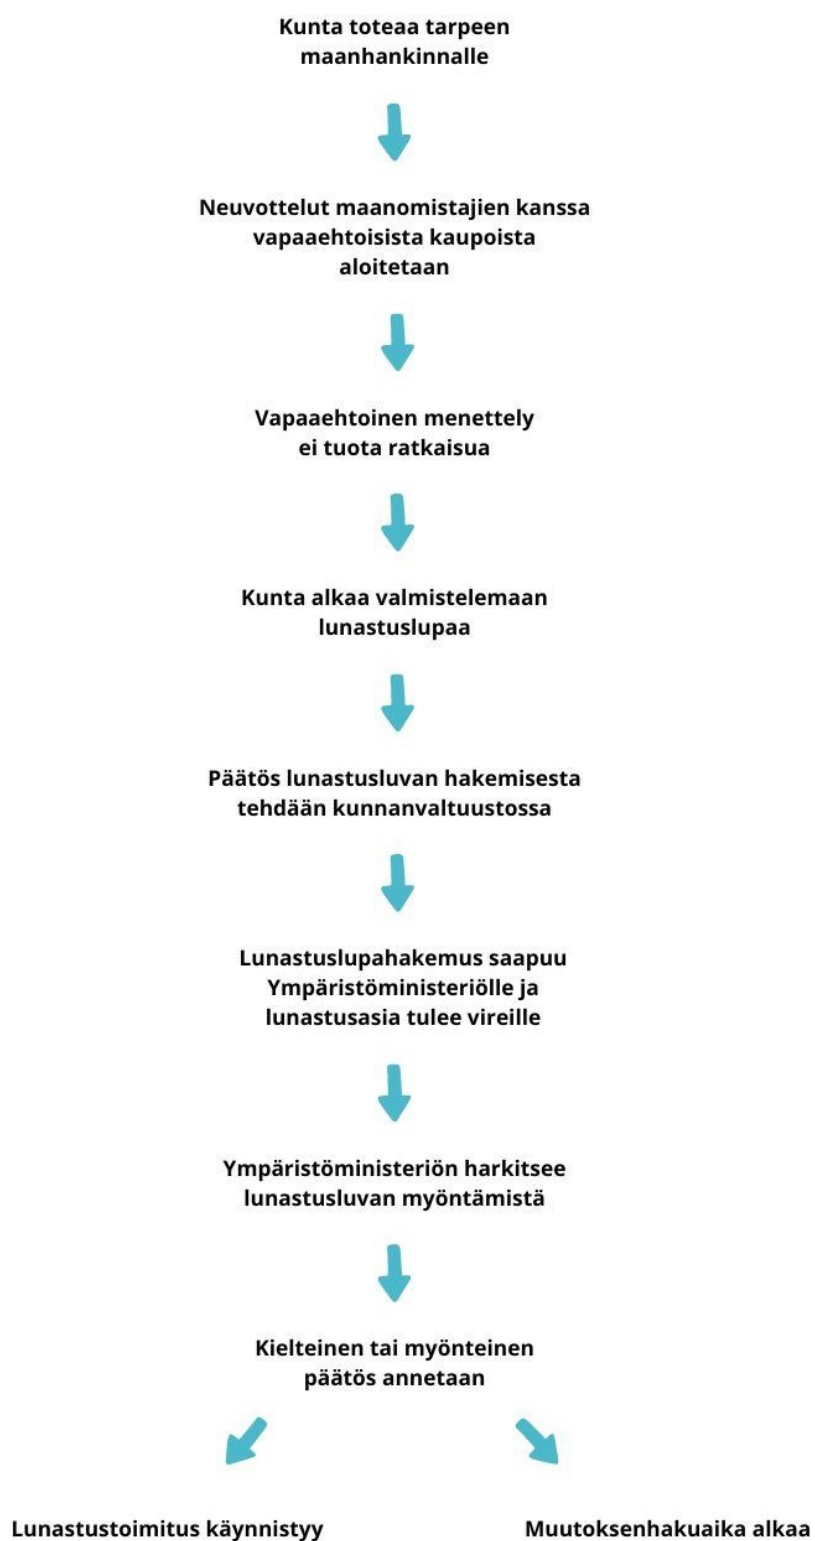 Kunta toteaa tarpeen
maanhankinnalle
Neuvottelut maanomistajien kanssa
vapaaehtoisista kaupoista
aloitetaan
Vapaaehtoinen menettely
ei tuota ratkaisua
Kunta alkaa valmistelemaan
lunastuslupaa
Päätös lunastusluvan hakemisesta
tehdään kunnanvaltuustossa
Lunastuslupahakemus saapuu
Ympäristöministeriölle ja
lunastusasia tulee vireille
Ympäristöministeriön harkitsee
lunastusluvan myöntämistä
Kielteinen tai myönteinen
päätös annetaan
Lunastustoimitus käynnistyy
Muutoksenhakuaika alkaa